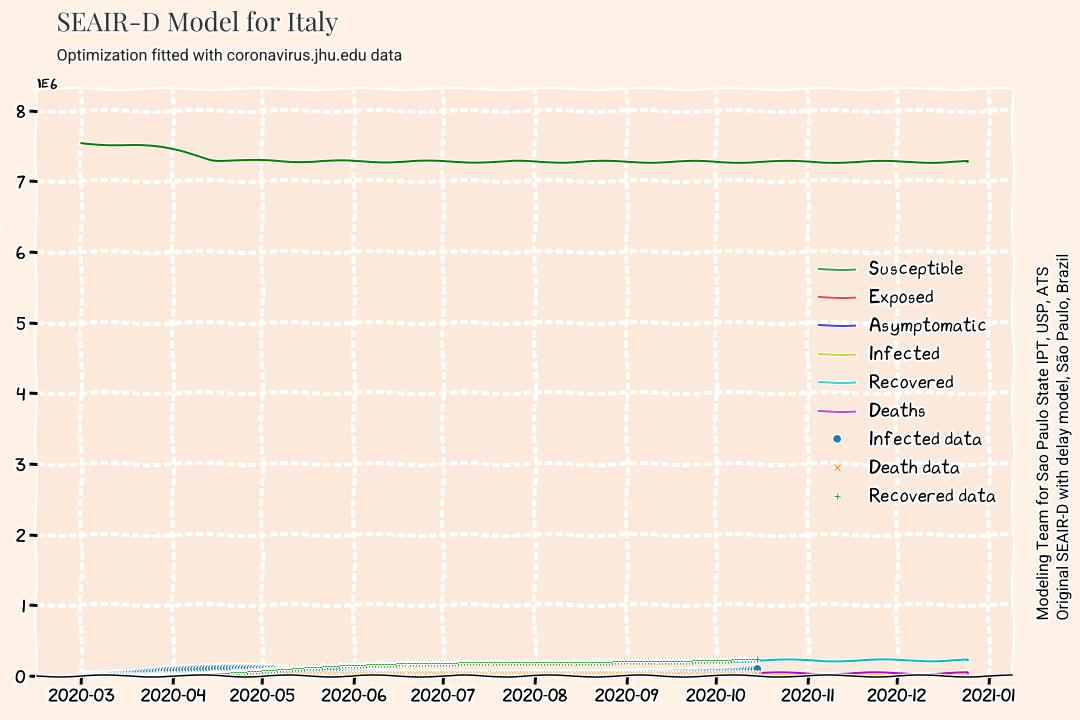 SEAIR-D Model for Italy
Optimization fitted with coronavirus.jhu.edu data
1E6
8
7
6
5
4
3
2
1
0
2020-03 2020-04 2020-05 2020-06 2020-07 2020-08 2020-09 2020-10 2020-11 2020-12 2021-01
Susceptible
Exposed
Asymptomatic
Infected
Recovered
Deaths
Infected data
Death data
Recovered data
Modeling Team for Sao Paulo State IPT, USP, ATS
Original SEAIR-D with delay model, São Paulo, Brazil